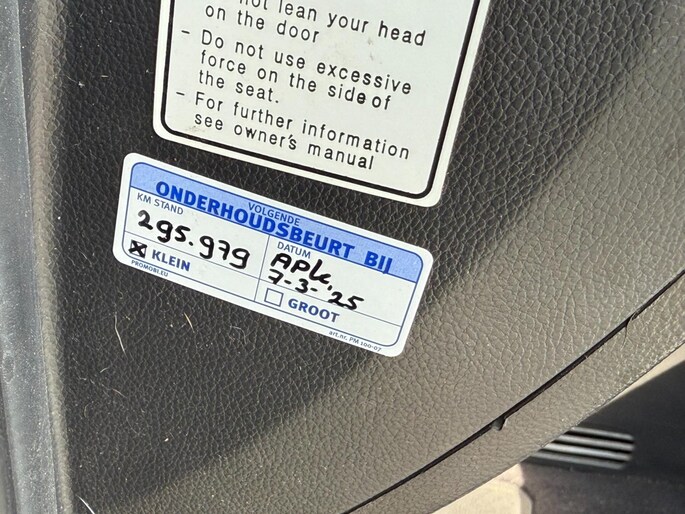 not lean your head
on the door
- Do not use excessive
force on the side of
the seat.
- For further information
see owner's manual
VOLGENDE
ONDERHOUDSBEURT BIJ
KM STAND
295.979
DATUM
APk,
7-3-'25
☒ KLEIN
☐ GROOT
PROMOBI.EU
art.nr. PM 100-07